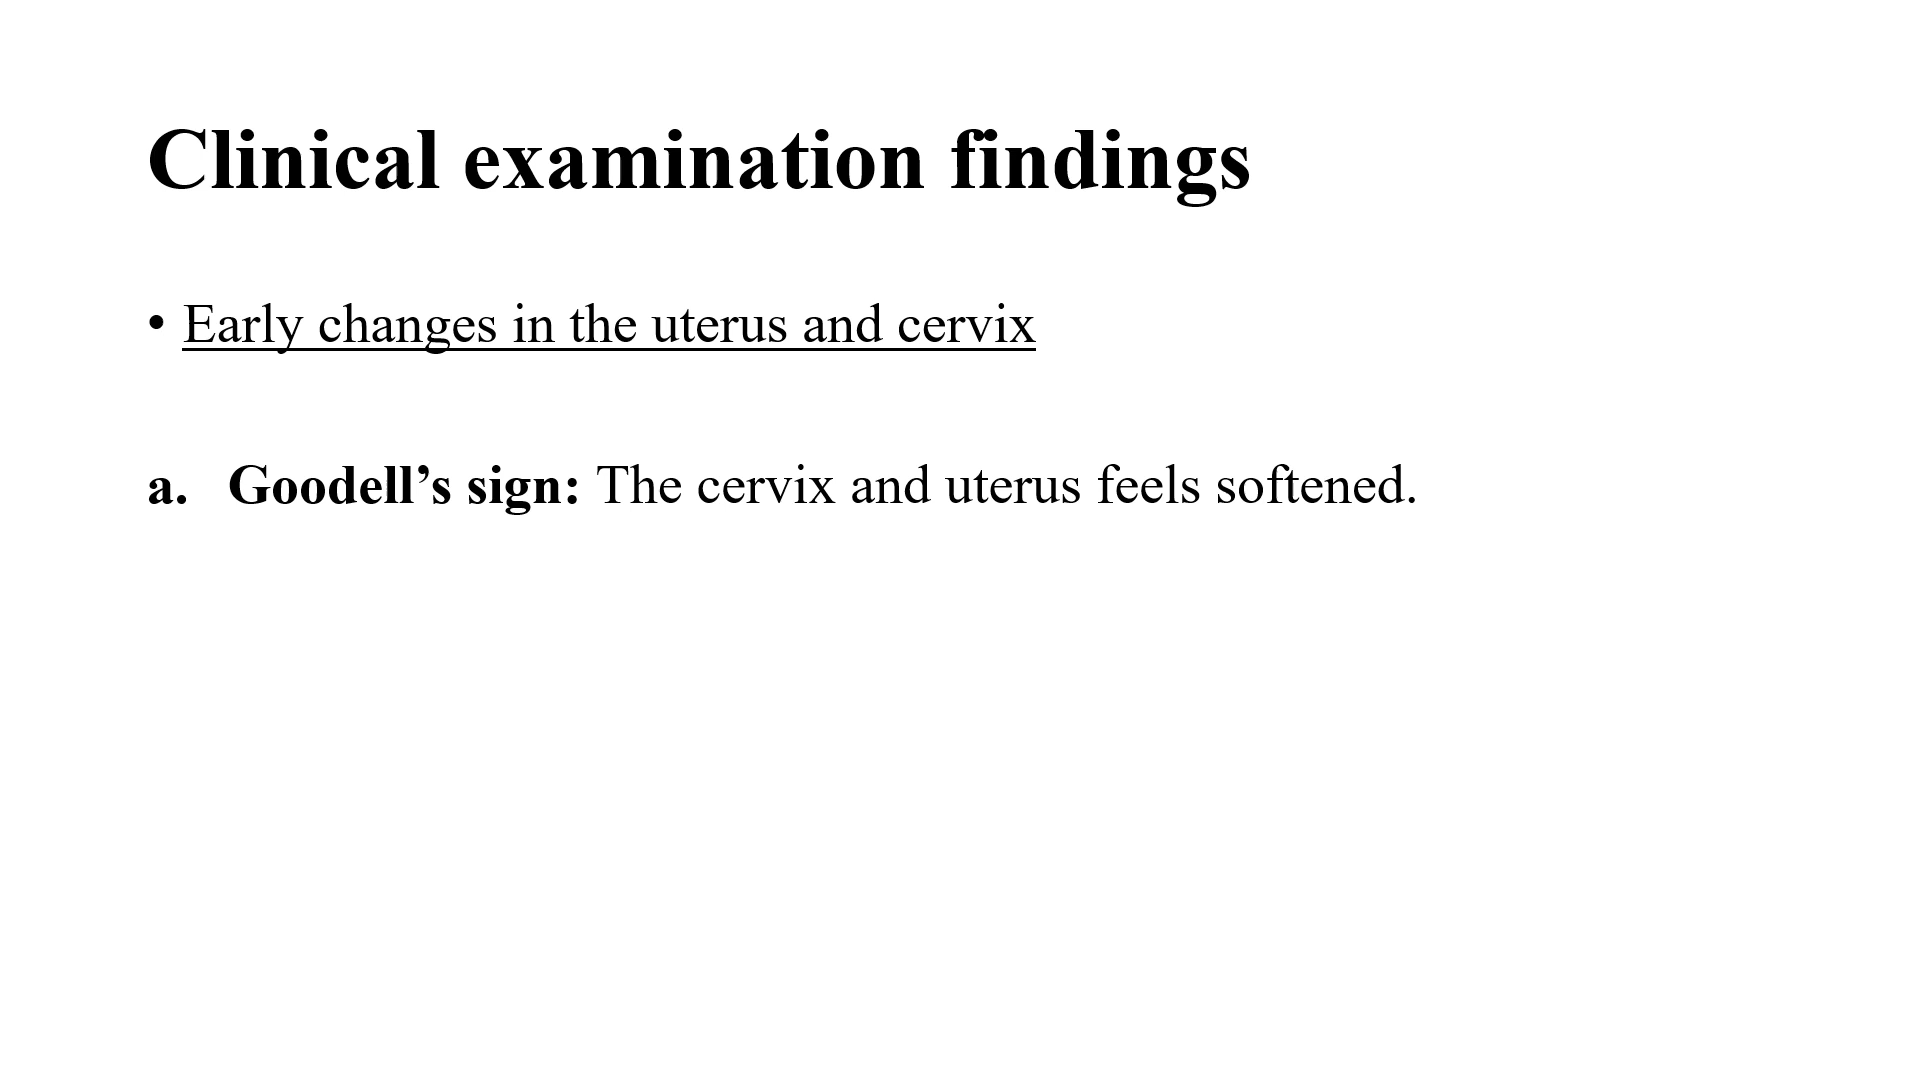 Clinical examination findings
• Early changes in the uterus and cervix
a. Goodell’s sign: The cervix and uterus feels softened.